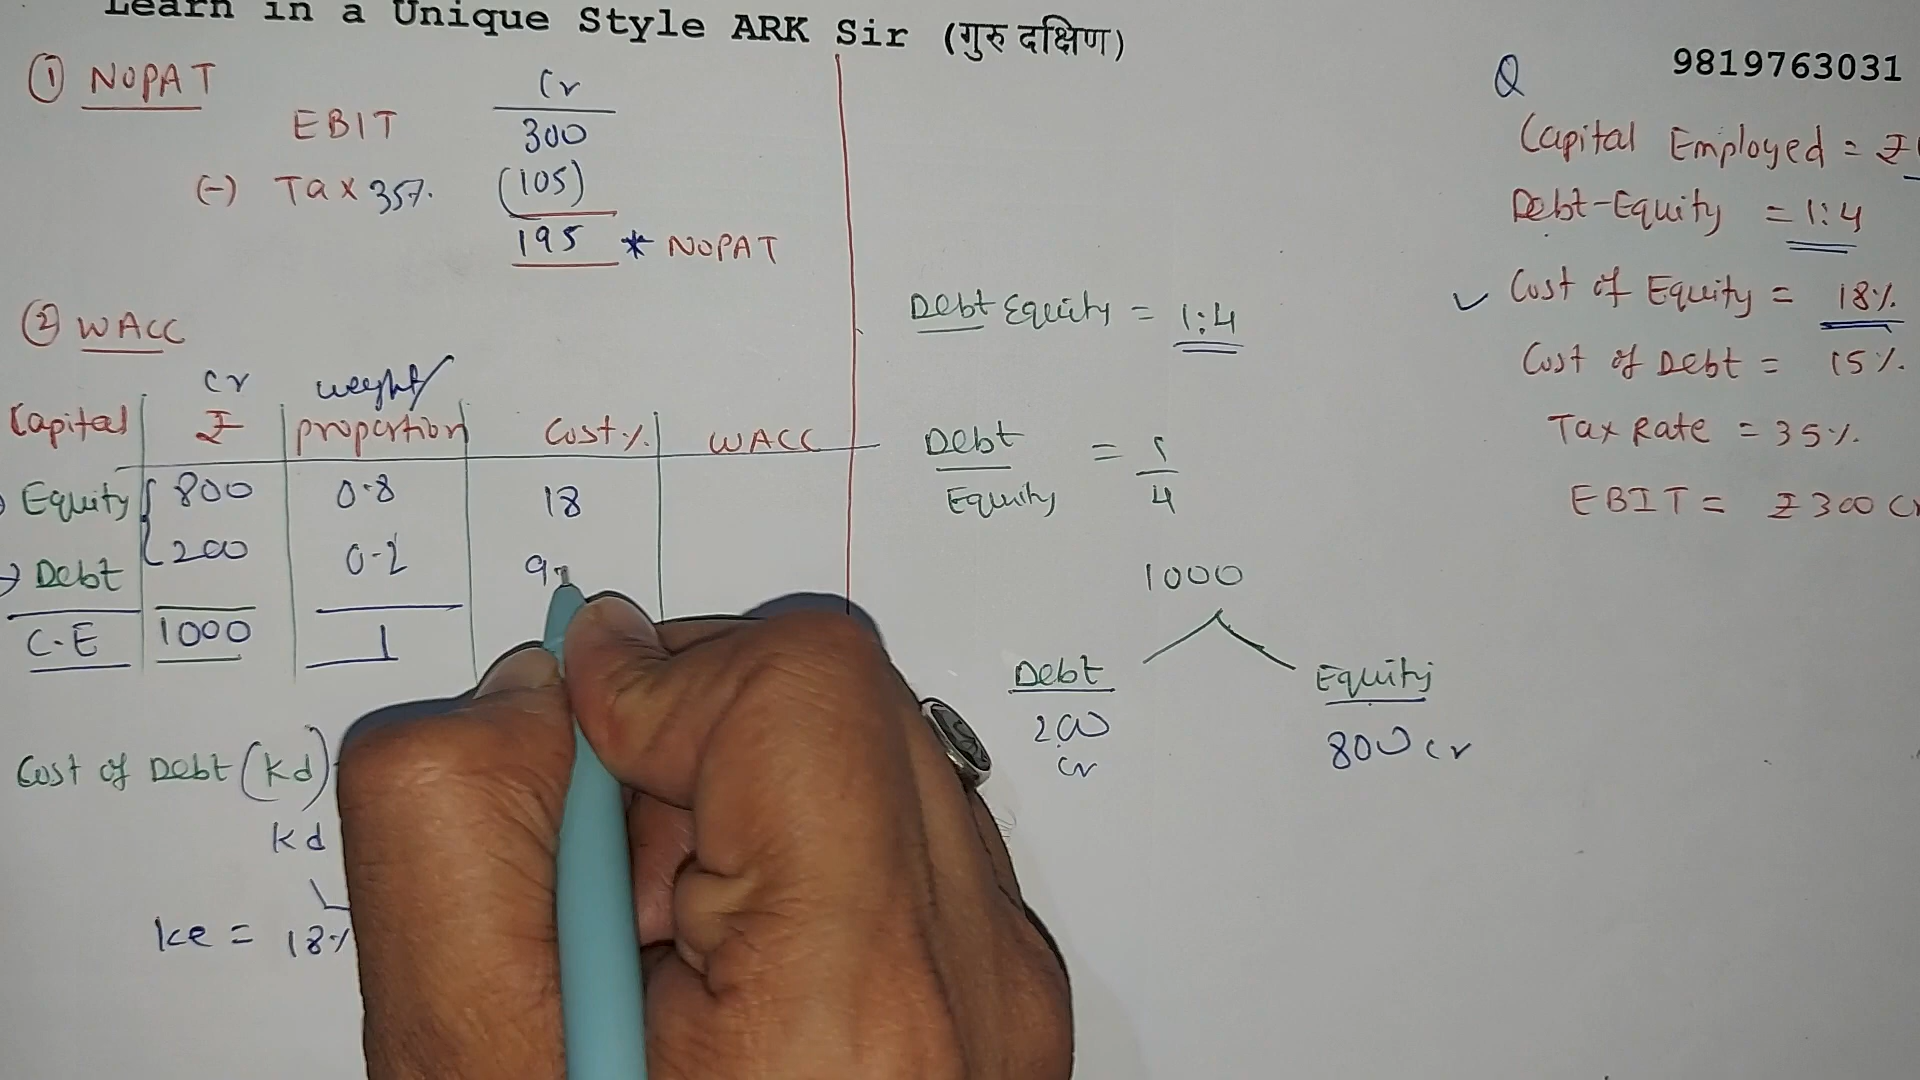 Learn in a Unique Style ARK Sir (गुरु दक्षिण)
9819763031
① NOPAT
Cr
EBIT 300
(-) Tax 35%. (105)
195 * NOPAT
② WACC
Capital | Cr ₹ | weight/ proportion | Cost % | WACC
Equity 800 0.8 18
→ Debt 200 0.2
C.E 1000 1
Cost of Debt (Kd)
Kd
Ke = 18%
Debt Equity = 1:4
Debt = 1
Equity 4
1000
Debt Equity
200 cr 800 cr
Q
Capital Employed = ₹
Debt-Equity = 1:4
✓ Cost of Equity = 18%
Cost of Debt = 15%.
Tax Rate = 35%.
EBIT = ₹300 Cr